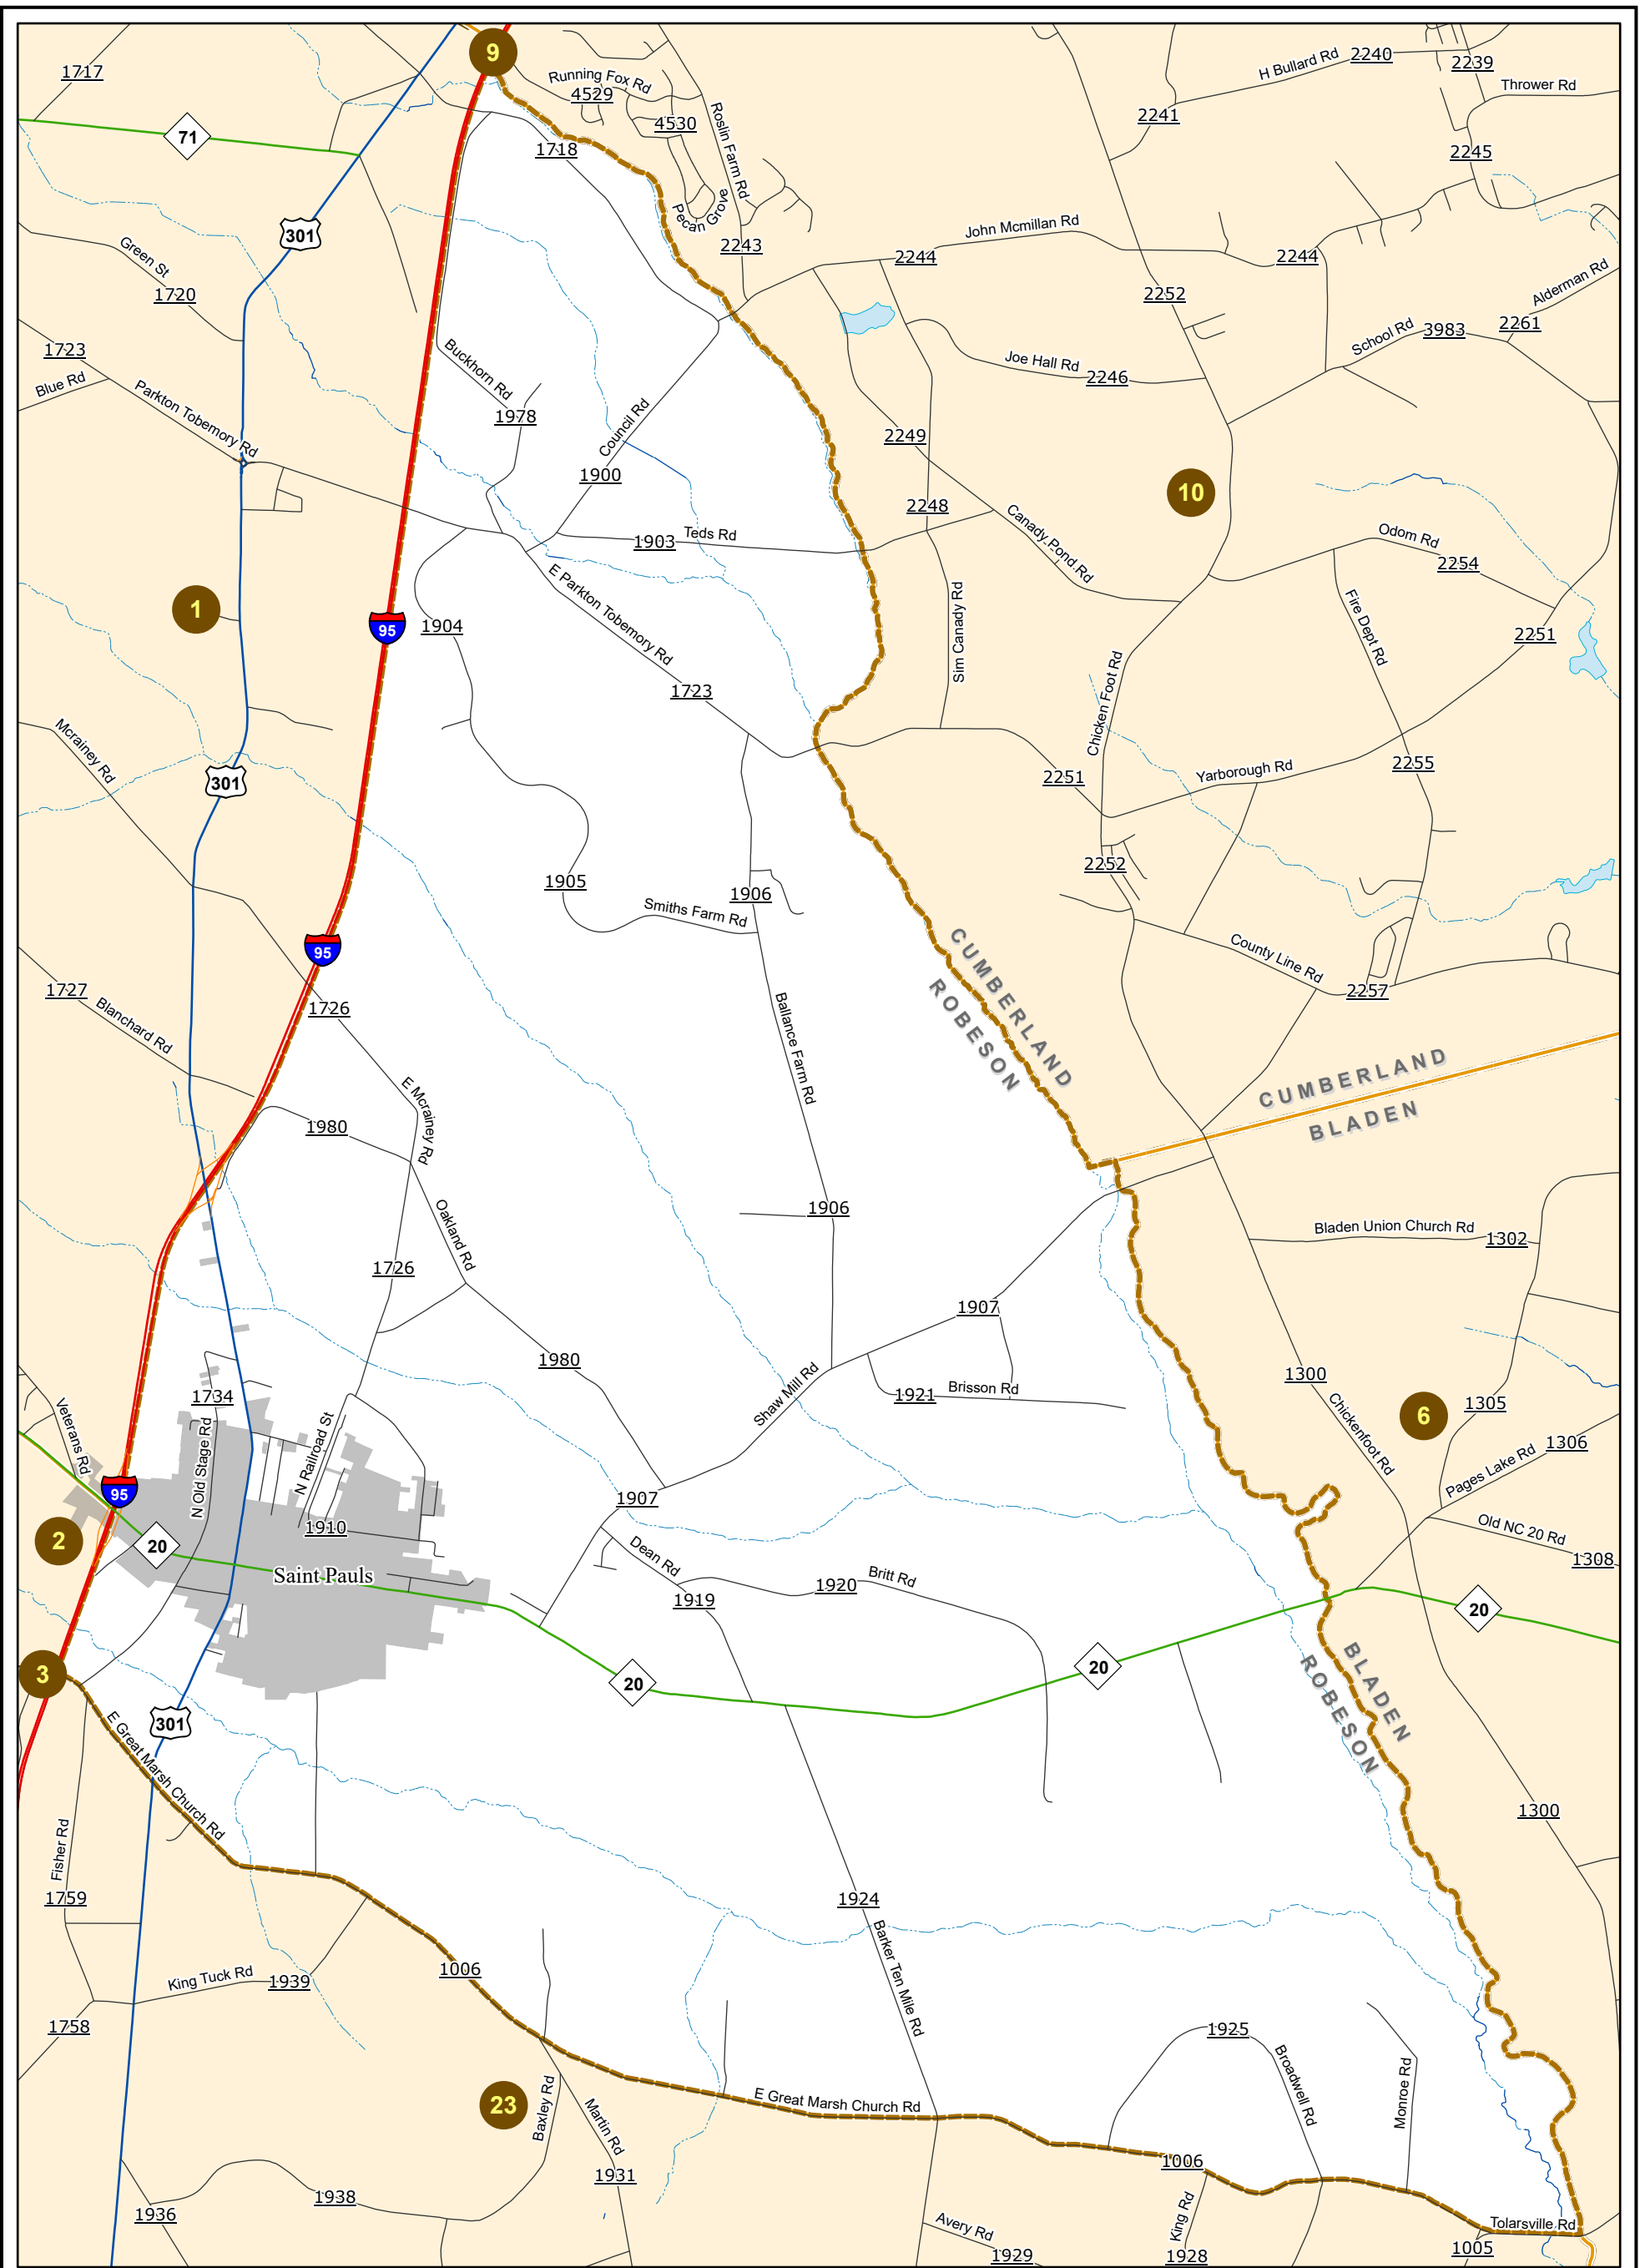 9
1717
71
301
Running Fox Rd
4529
4530
Roslin Farm Rd
1718
Pecan Grove
2243
H Bullard Rd
2240
2239
Thrower Rd
2241
2245
John Mcmillan Rd
2244
2244
2252
Alderman Rd
2261
School Rd
3983
Green St
1720
1723
Blue Rd
Parkton Tobemory Rd
Buckhorn Rd
1978
Council Rd
1900
Joe Hall Rd
2246
2249
2248
10
1903
Teds Rd
Canady Pond Rd
Odom Rd
2254
1
95
1904
E Parkton Tobemory Rd
1723
Sim Canady Rd
Fire Dept Rd
2251
Chicken Foot Rd
Mcrainey Rd
301
2251
Yarborough Rd
2255
1905
1906
Smiths Farm Rd
2252
95
1727
Blanchard Rd
1726
Ballance Farm Rd
CUMBERLAND
ROBESON
County Line Rd
2257
CUMBERLAND
BLADEN
E Mcrainey Rd
1980
Oakland Rd
1906
Bladen Union Church Rd
1302
1726
1907
1980
Shaw Mill Rd
1921
Brisson Rd
1300
Chickenfoot Rd
6
1305
1306
Pages Lake Rd
Veterans Rd
1734
N Old Stage Rd
N Railroad St
95
2
20
1910
Saint Pauls
1907
Dean Rd
1919
1920
Britt Rd
Old NC 20 Rd
1308
20
20
20
3
301
E Great Marsh Church Rd
BLADEN
ROBESON
1300
Fisher Rd
1759
1924
Barker Ten Mile Rd
1006
King Tuck Rd
1939
1758
1925
Broadwell Rd
Monroe Rd
23
Baxley Rd
Martin Rd
1931
E Great Marsh Church Rd
1006
1938
1936
Avery Rd
1929
King Rd
1928
Tolarsville Rd
1005